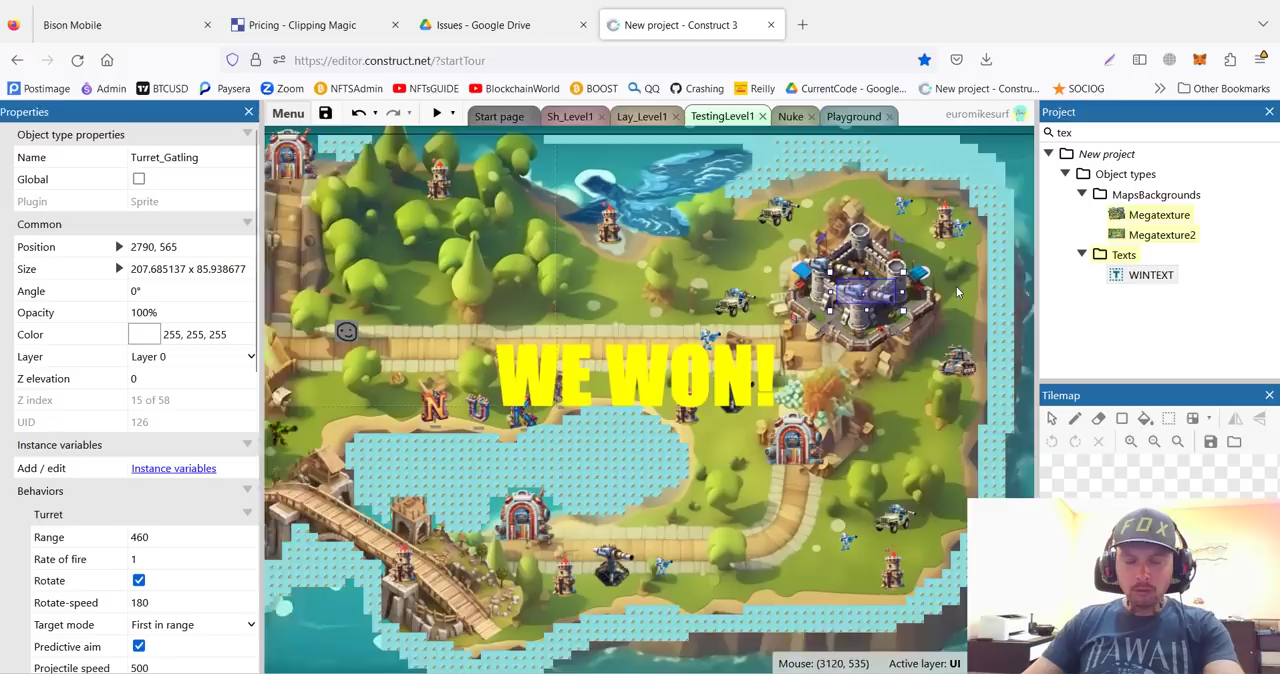 Bison Mobile
Pricing - Clipping Magic
Issues - Google Drive
New project - Construct 3
https://editor.construct.net/?startTour
Postimage
Admin
BTCUSD
Paysera
Zoom
NFTSAdmin
NFTsGUIDE
BlockchainWorld
BOOST
QQ
Crashing
Reilly
CurrentCode - Google...
New project - Constru...
SOCIOG
Other Bookmarks
Properties
Menu
Start page
Sh_Level1
Lay_Level1
TestingLevel1
Nuke
Playground
euromikesurf
Project
Object type properties
Name Turret_Gatling
Global
Plugin Sprite
Common
Position 2790, 565
Size 207.685137 x 85.938677
Angle 0°
Opacity 100%
Color 255, 255, 255
Layer Layer 0
Z elevation 0
Z index 15 of 58
UID 126
Instance variables
Add / edit Instance variables
Behaviors
Turret
Range 460
Rate of fire 1
Rotate
Rotate-speed 180
Target mode First in range
Predictive aim
Projectile speed 500
WE WON!
NUK
Mouse: (3120, 535)
Active layer: UI
tex
New project
Object types
MapsBackgrounds
Megatexture
Megatexture2
Texts
WINTEXT
Tilemap
FOX
HAWAII